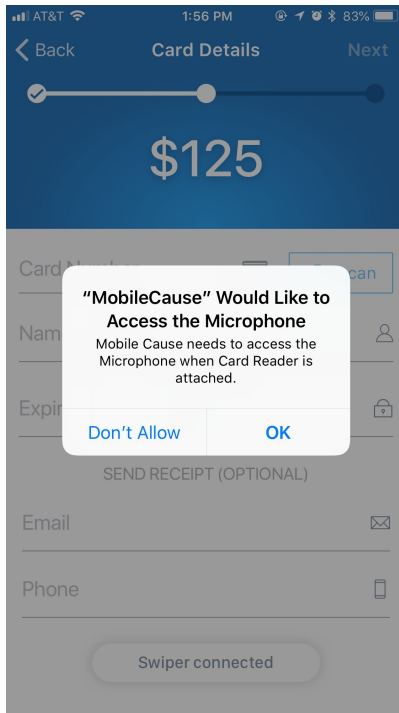 AT&T 1:56 PM 83%
Back Card Details Next
$125
Card
can
"MobileCause" Would Like to
Access the Microphone
Mobile Cause needs to access the
Microphone when Card Reader is
attached.
Don't Allow OK
SEND RECEIPT (OPTIONAL)
Email
Phone
Swiper connected